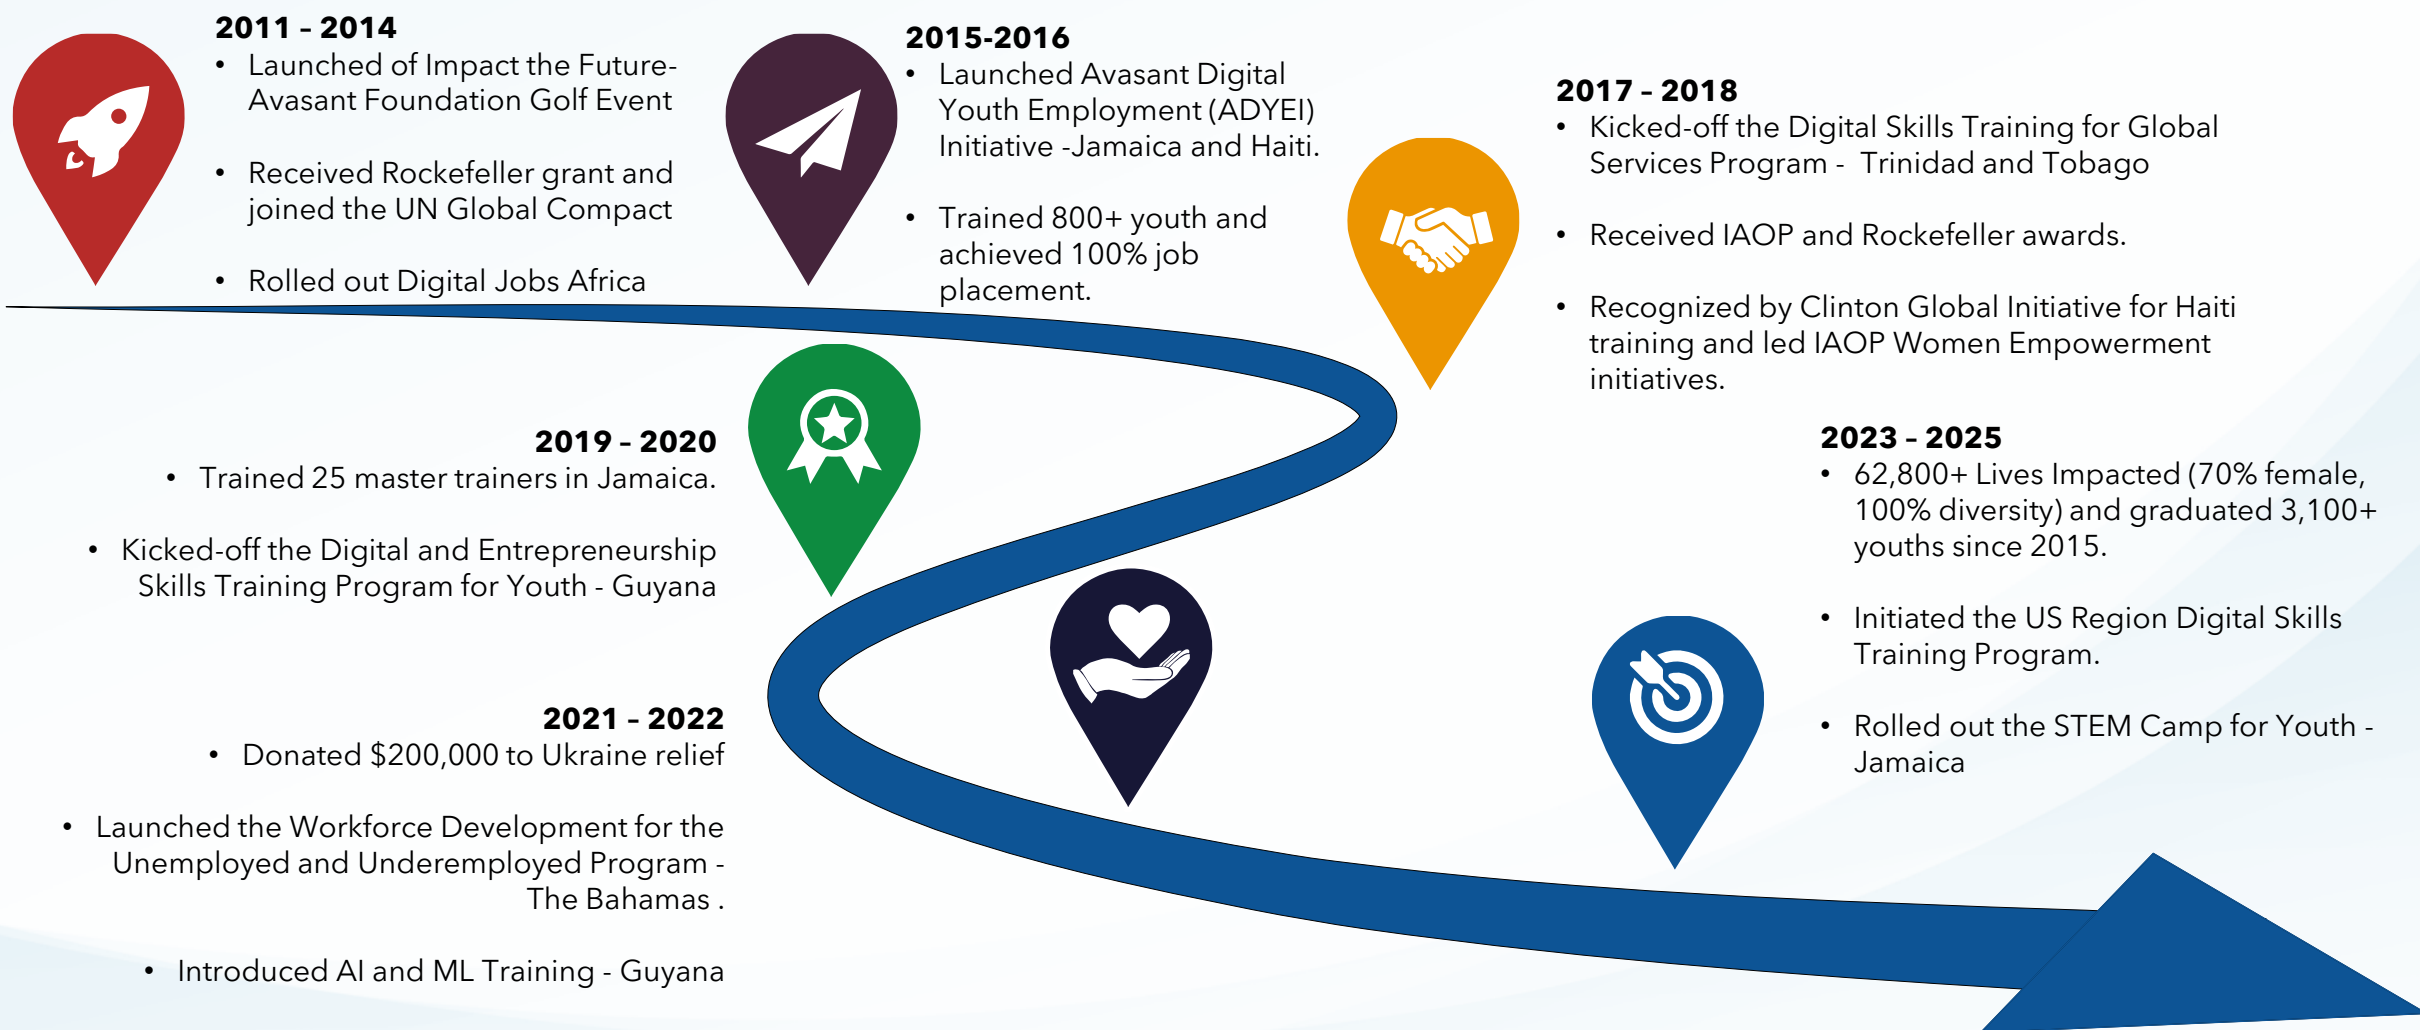 2011 – 2014
• Launched of Impact the Future-
Avasant Foundation Golf Event
• Received Rockefeller grant and
joined the UN Global Compact
• Rolled out Digital Jobs Africa
2015-2016
• Launched Avasant Digital
Youth Employment (ADYEI)
Initiative -Jamaica and Haiti.
• Trained 800+ youth and
achieved 100% job
placement.
2017 – 2018
• Kicked-off the Digital Skills Training for Global
Services Program - Trinidad and Tobago
• Received IAOP and Rockefeller awards.
• Recognized by Clinton Global Initiative for Haiti
training and led IAOP Women Empowerment
initiatives.
2019 – 2020
• Trained 25 master trainers in Jamaica.
• Kicked-off the Digital and Entrepreneurship
Skills Training Program for Youth - Guyana
2021 – 2022
• Donated $200,000 to Ukraine relief
• Launched the Workforce Development for the
Unemployed and Underemployed Program -
The Bahamas .
• Introduced AI and ML Training - Guyana
2023 – 2025
• 62,800+ Lives Impacted (70% female,
100% diversity) and graduated 3,100+
youths since 2015.
• Initiated the US Region Digital Skills
Training Program.
• Rolled out the STEM Camp for Youth -
Jamaica